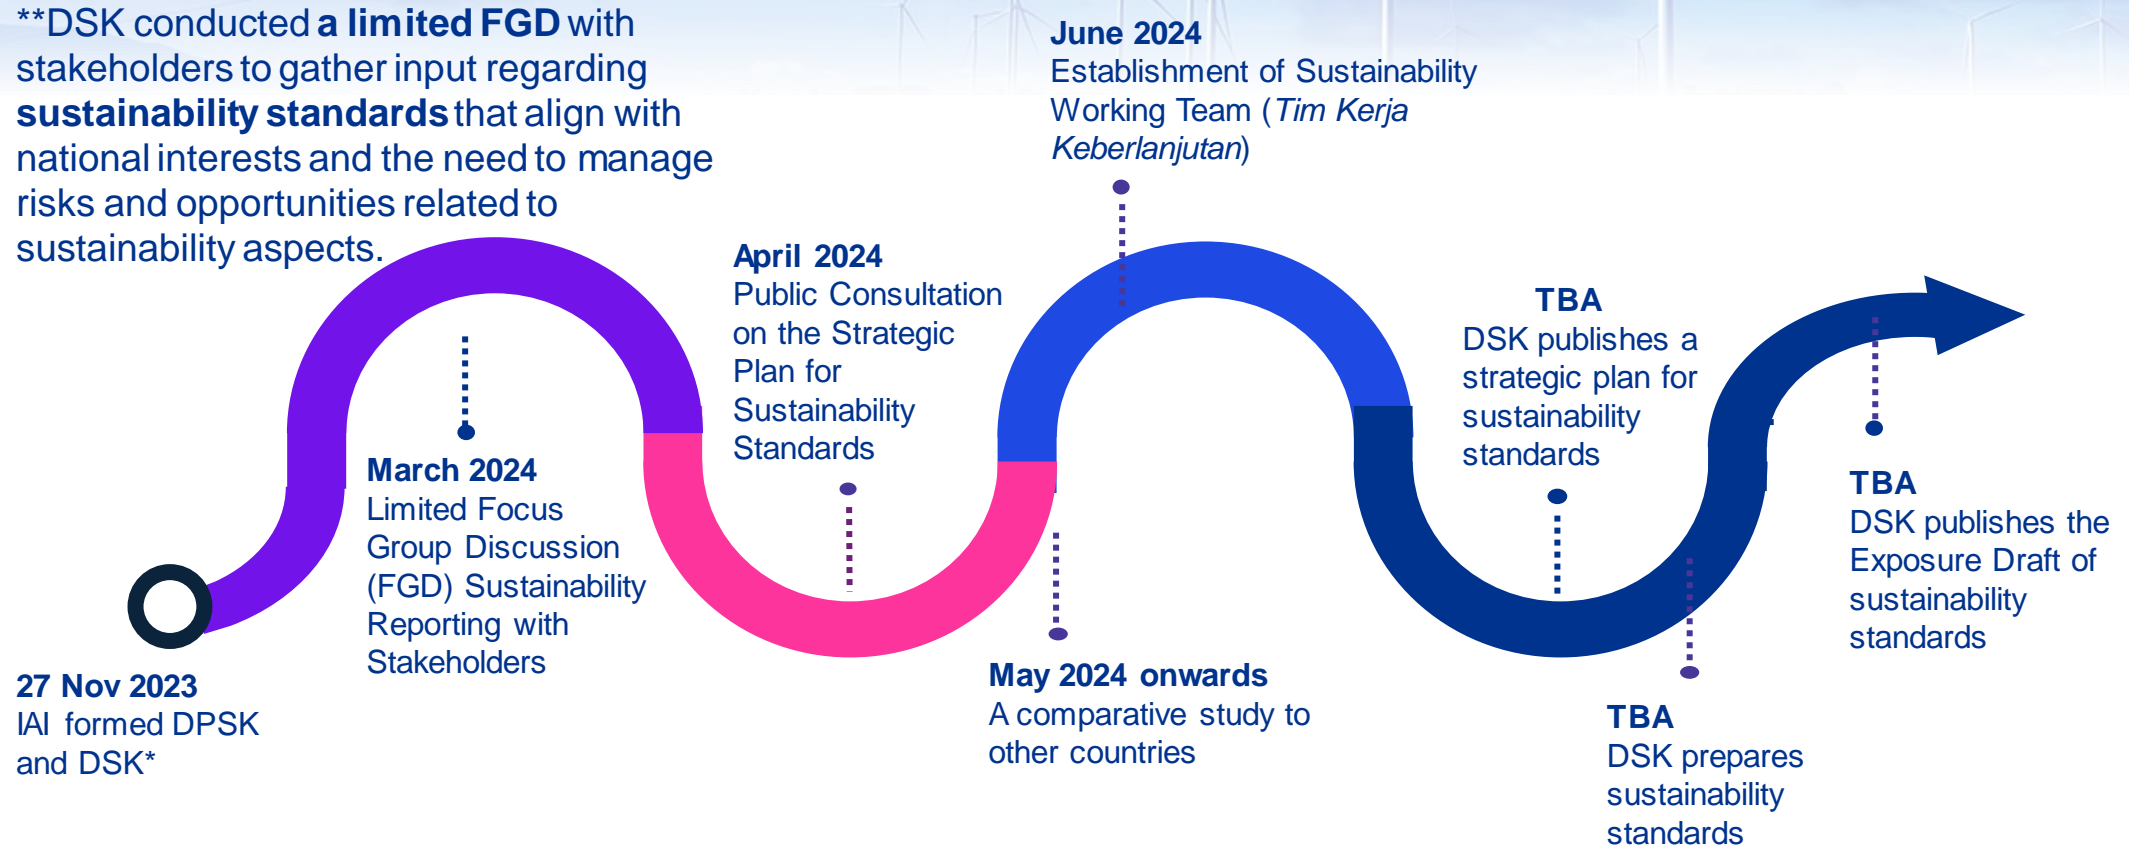 **DSK conducted a limited FGD with
stakeholders to gather input regarding
sustainability standards that align with
national interests and the need to manage
risks and opportunities related to
sustainability aspects.
27 Nov 2023
IAI formed DPSK
and DSK*
March 2024
Limited Focus
Group Discussion
(FGD) Sustainability
Reporting with
Stakeholders
April 2024
Public Consultation
on the Strategic
Plan for
Sustainability
Standards
May 2024 onwards
A comparative study to
other countries
June 2024
Establishment of Sustainability
Working Team (Tim Kerja
Keberlanjutan)
TBA
DSK publishes a
strategic plan for
sustainability
standards
TBA
DSK prepares
sustainability
standards
TBA
DSK publishes the
Exposure Draft of
sustainability
standards